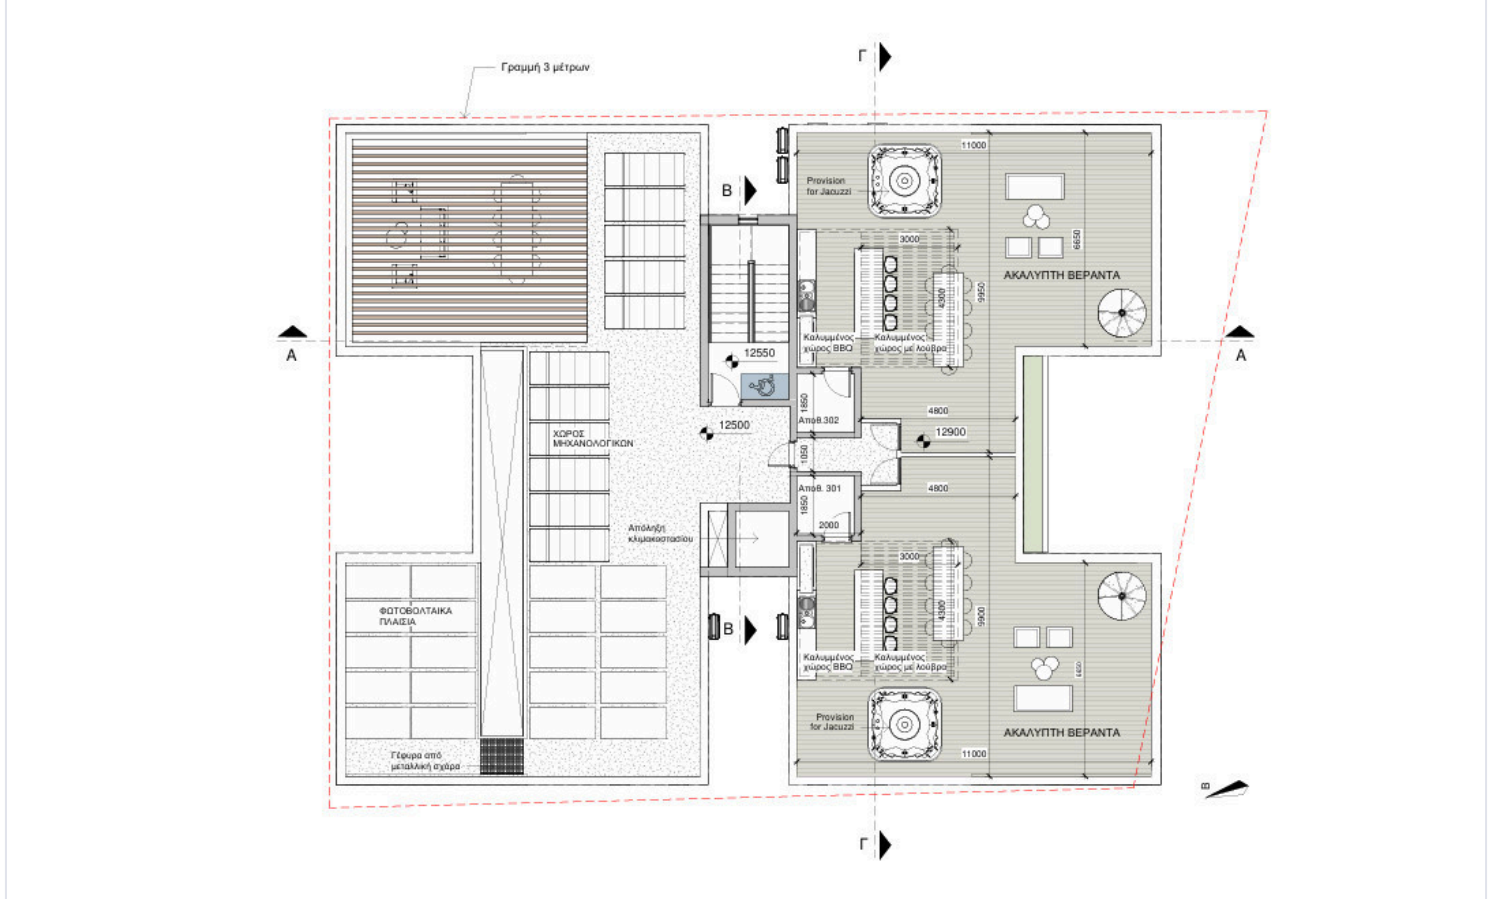 Γραμμή 3 μέτρων
Γ
11000
Provision
for Jacuzzi
B
3000
6650
ΑΚΑΛΥΠΤΗ ΒΕΡΑΝΤΑ
4300
9950
Καλυμμένος
χώρος BBQ
Καλυμμένος
χώρος με λούβρα
A
A
12550
1850
Αποθ.302
4800
12500
12900
ΧΩΡΟΣ
ΜΗΧΑΝΟΛΟΓΙΚΩΝ
1050
Αποθ. 301
4800
1850
2000
Απόληξη
κλιμακοστασίου
3000
ΦΩΤΟΒΟΛΤΑΙΚΑ
ΠΛΑΙΣΙΑ
4300
9900
B
Καλυμμένος
χώρος BBQ
Καλυμμένος
χώρος με λούβρα
6650
Provision
for Jacuzzi
ΑΚΑΛΥΠΤΗ ΒΕΡΑΝΤΑ
11000
Γέφυρα από
μεταλλική σχάρα
B
Γ